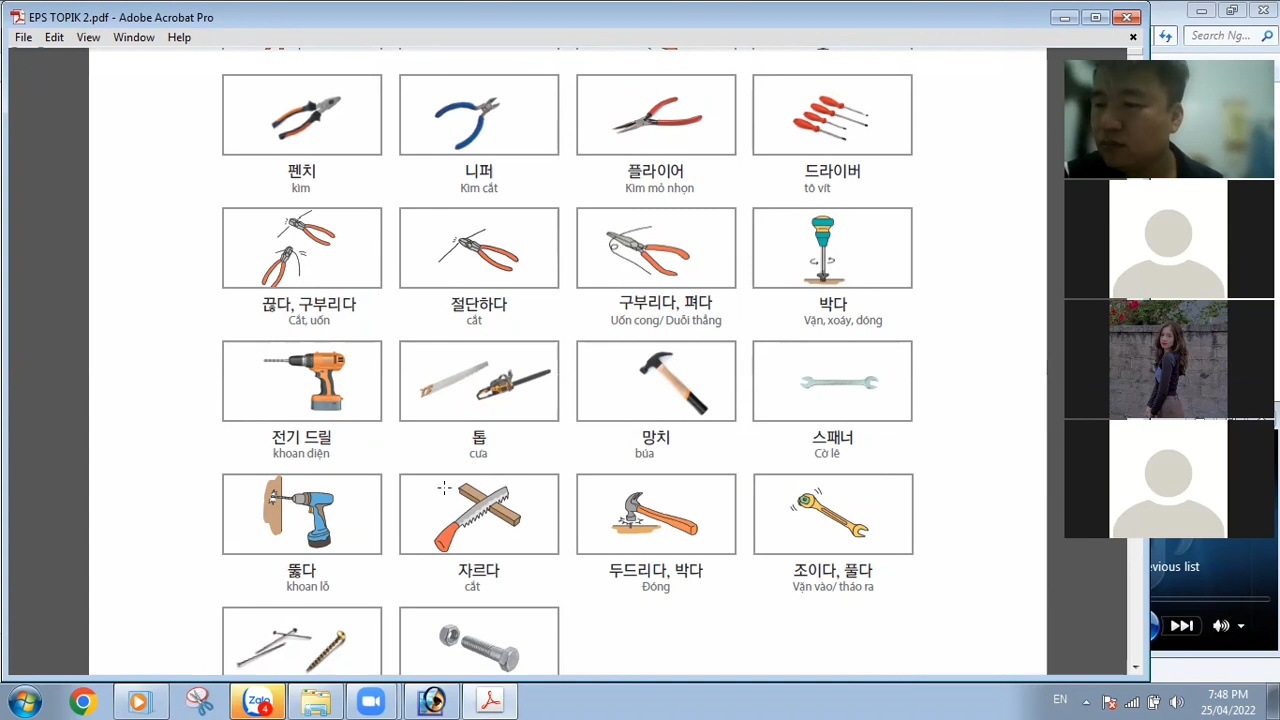 EPS TOPIK 2.pdf - Adobe Acrobat Pro
File Edit View Window Help
Search Ng...
펜치 니퍼 플라이어 드라이버
kìm Kìm cắt Kìm mỏ nhọn tô vít
끊다, 구부리다 절단하다 구부리다, 펴다 박다
Cắt, uốn cắt Uốn cong/ Duỗi thẳng Vặn, xoáy, đóng
전기 드릴 톱 망치 스패너
khoan diện cưa búa Cờ lê
뚫다 자르다 두드리다, 박다 조이다, 풀다
khoan lỗ cắt Đóng Vặn vào/ tháo ra
evious list
Zalo
4
EN
7:48 PM
25/04/2022